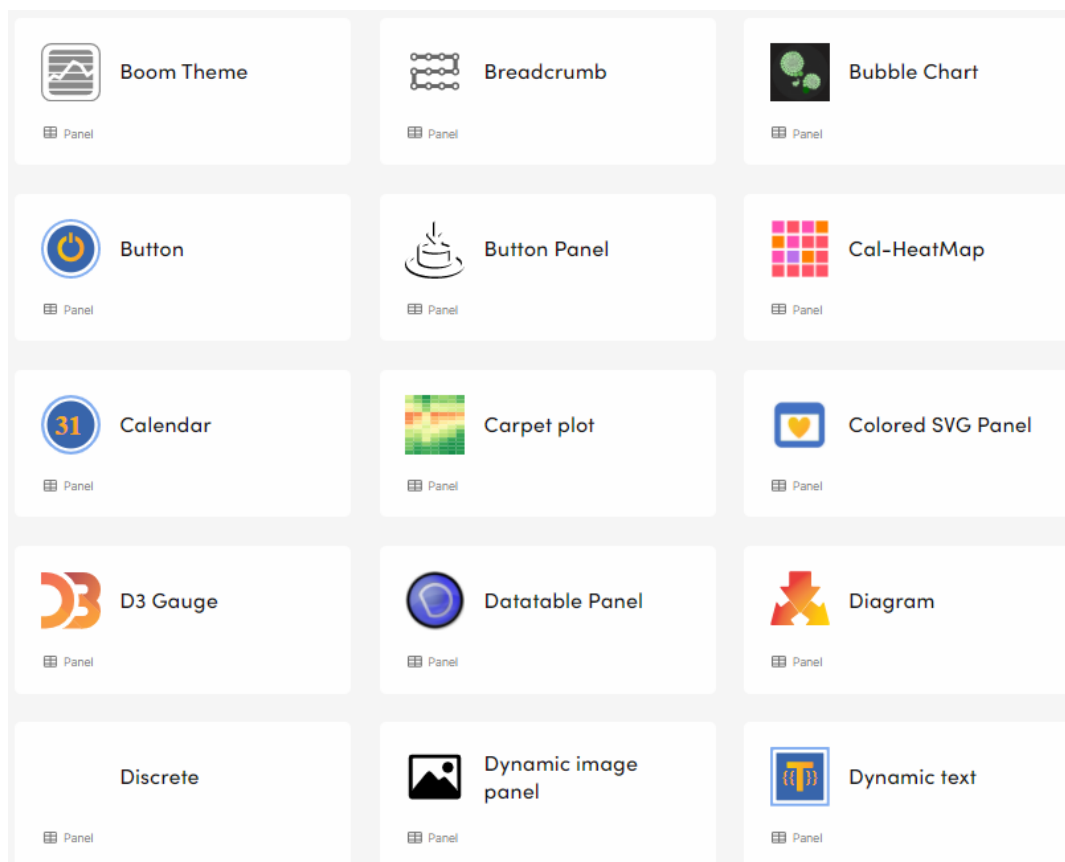 Boom Theme
Panel
Breadcrumb
Panel
Bubble Chart
Panel
Button
Panel
Button Panel
Panel
Cal-HeatMap
Panel
31
Calendar
Panel
Carpet plot
Panel
Colored SVG Panel
Panel
D3
D3 Gauge
Panel
D
Datatable Panel
Panel
Diagram
Panel
Discrete
Panel
Dynamic image
panel
Panel
{{T}}
Dynamic text
Panel